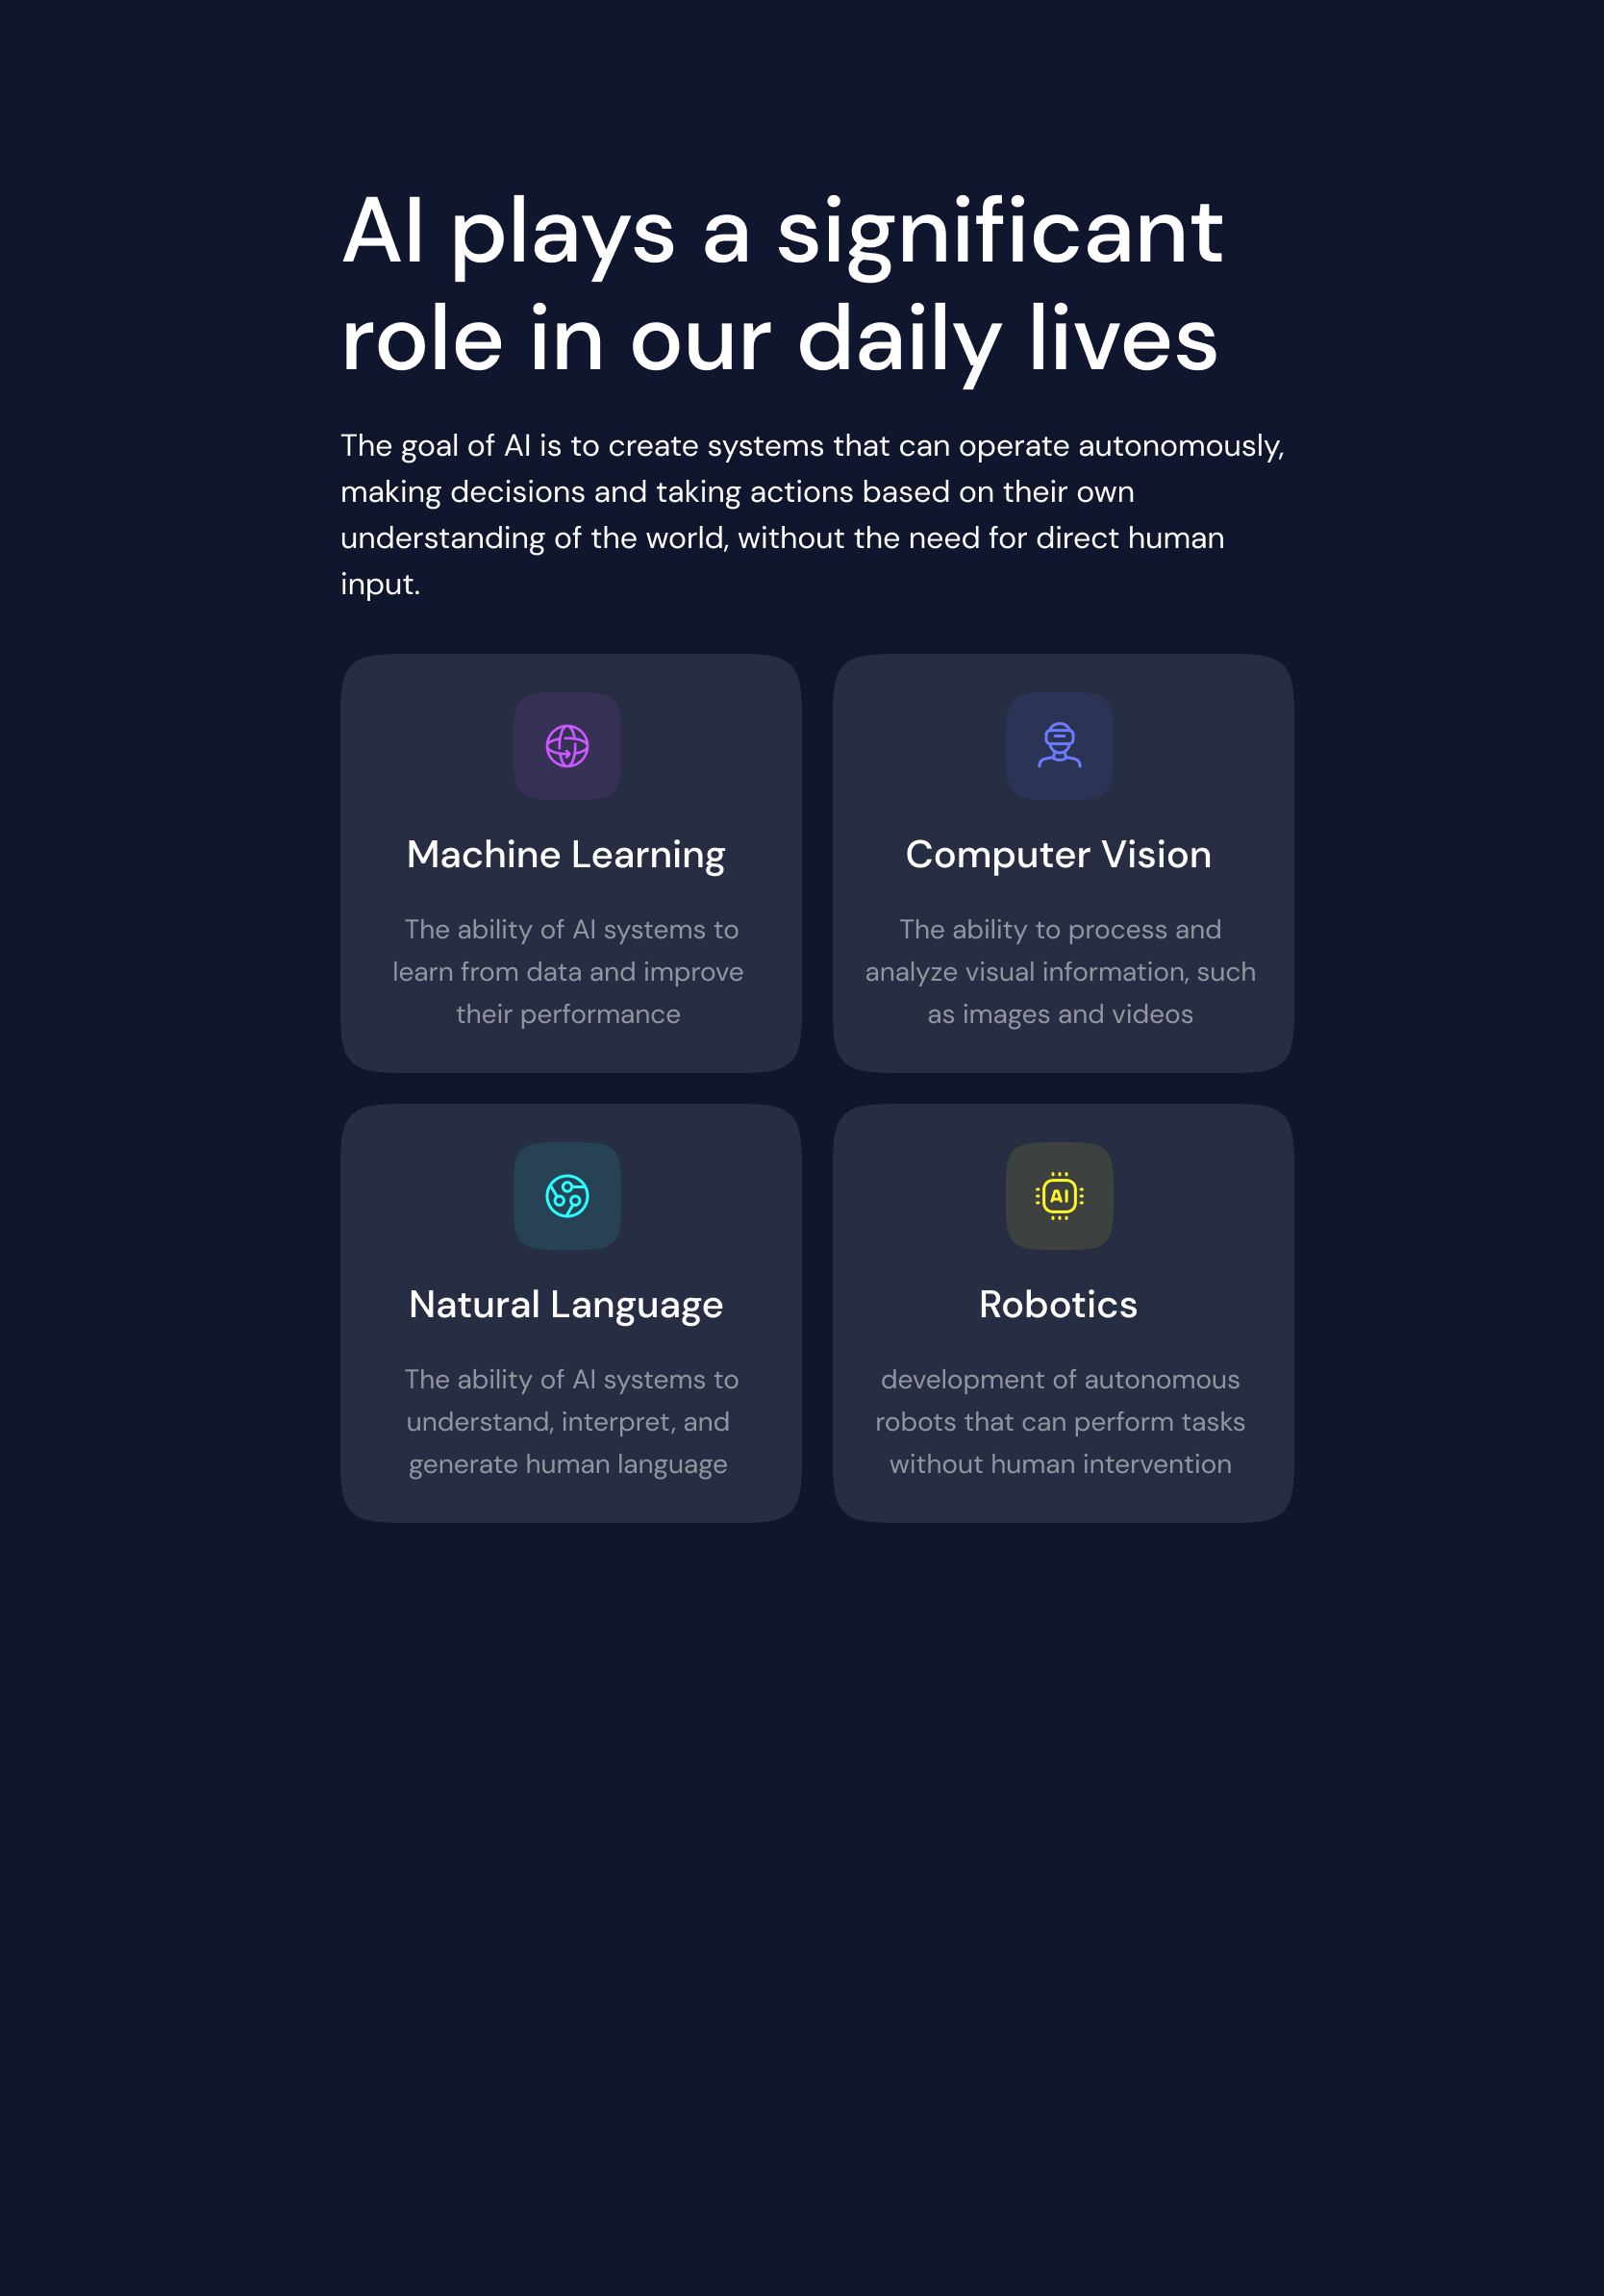 AI plays a significant
role in our daily lives
The goal of AI is to create systems that can operate autonomously,
making decisions and taking actions based on their own
understanding of the world, without the need for direct human
input.
Machine Learning
The ability of AI systems to
learn from data and improve
their performance
Computer Vision
The ability to process and
analyze visual information, such
as images and videos
Natural Language
The ability of AI systems to
understand, interpret, and
generate human language
AI
Robotics
development of autonomous
robots that can perform tasks
without human intervention